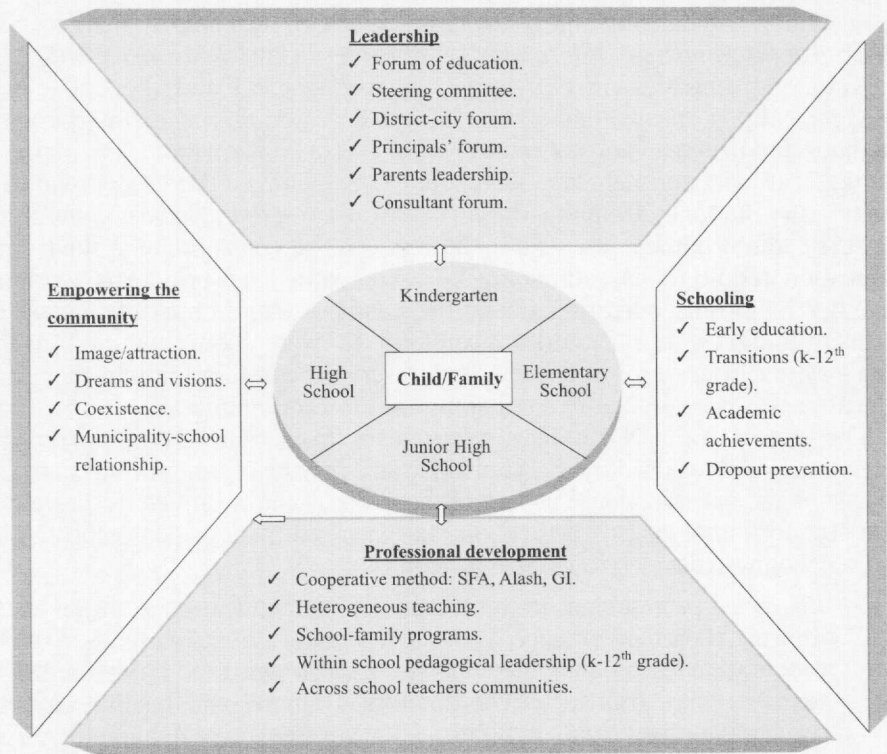 Leadership
✓ Forum of education.
✓ Steering committee.
✓ District-city forum.
✓ Principals' forum.
✓ Parents leadership.
✓ Consultant forum.
Empowering the
community
✓ Image/attraction.
✓ Dreams and visions.
✓ Coexistence.
✓ Municipality-school
relationship.
Kindergarten
High
School
Child/Family
Elementary
School
Junior High
School
Schooling
✓ Early education.
✓ Transitions (k-12th
grade).
✓ Academic
achievements.
✓ Dropout prevention.
Professional development
✓ Cooperative method: SFA, Alash, GI.
✓ Heterogeneous teaching.
✓ School-family programs.
✓ Within school pedagogical leadership (k-12th grade).
✓ Across school teachers communities.